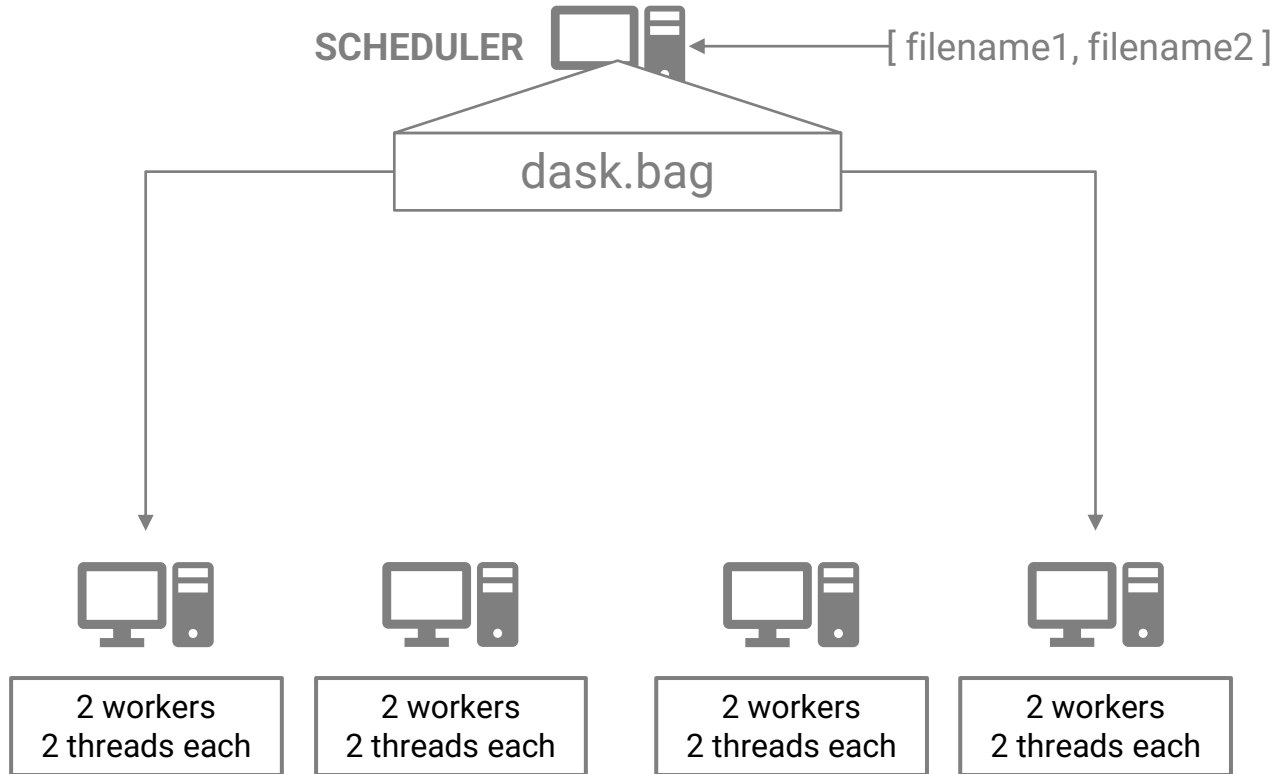 SCHEDULER
[ filename1, filename2 ]
dask.bag
2 workers
2 threads each
2 workers
2 threads each
2 workers
2 threads each
2 workers
2 threads each